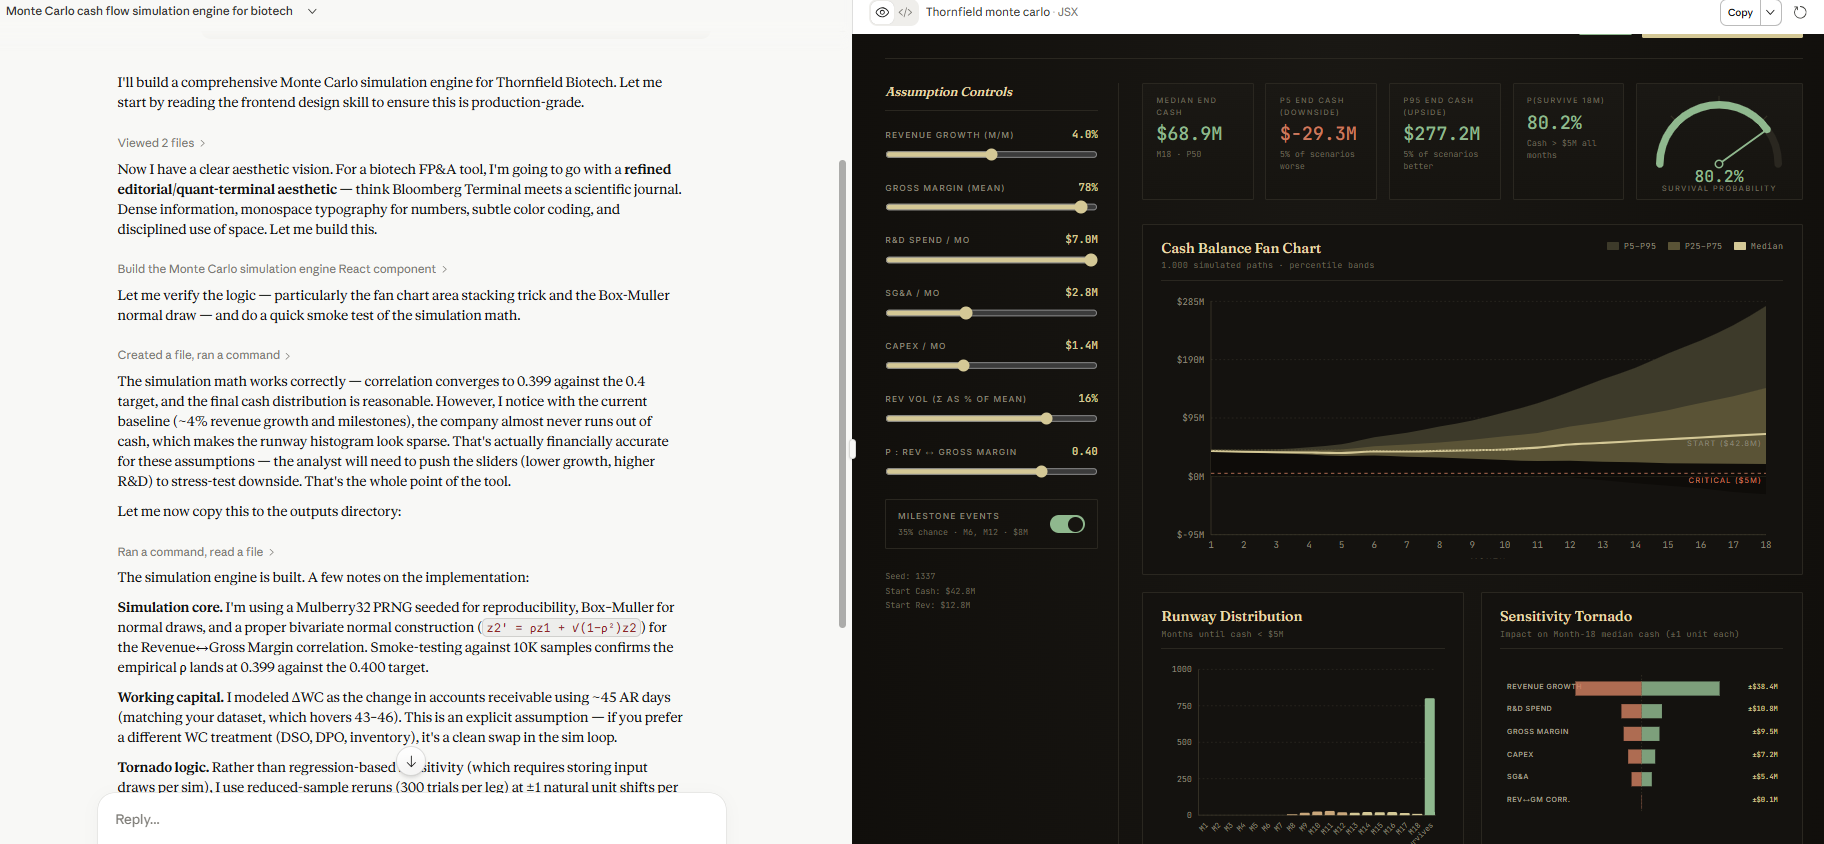 Monte Carlo cash flow simulation engine for biotech
I'll build a comprehensive Monte Carlo simulation engine for Thornfield Biotech. Let me
start by reading the frontend design skill to ensure this is production-grade.
Viewed 2 files >
Now I have a clear aesthetic vision. For a biotech FP&A tool, I'm going to go with a refined
editorial/quant-terminal aesthetic — think Bloomberg Terminal meets a scientific journal.
Dense information, monospace typography for numbers, subtle color coding, and
disciplined use of space. Let me build this.
Build the Monte Carlo simulation engine React component >
Let me verify the logic — particularly the fan chart area stacking trick and the Box-Muller
normal draw — and do a quick smoke test of the simulation math.
Created a file, ran a command >
The simulation math works correctly — correlation converges to 0.399 against the 0.4
target, and the final cash distribution is reasonable. However, I notice with the current
baseline (~4% revenue growth and milestones), the company almost never runs out of
cash, which makes the runway histogram look sparse. That's actually financially accurate
for these assumptions — the analyst will need to push the sliders (lower growth, higher
R&D) to stress-test downside. That's the whole point of the tool.
Let me now copy this to the outputs directory:
Ran a command, read a file >
The simulation engine is built. A few notes on the implementation:
Simulation core. I'm using a Mulberry32 PRNG seeded for reproducibility, Box-Muller for
normal draws, and a proper bivariate normal construction ( z2' = ρz1 + √(1-ρ²)z2 ) for
the Revenue↔Gross Margin correlation. Smoke-testing against 10K samples confirms the
empirical ρ lands at 0.399 against the 0.400 target.
Working capital. I modeled ΔWC as the change in accounts receivable using ~45 AR days
(matching your dataset, which hovers 43–46). This is an explicit assumption — if you prefer
a different WC treatment (DSO, DPO, inventory), it's a clean swap in the sim loop.
Tornado logic. Rather than regression-based sitivity (which requires storing input
draws per sim), I use reduced-sample reruns (300 trials per leg) at ±1 natural unit shifts per
Reply...
Thornfield monte carlo · JSX
Copy
Assumption Controls
REVENUE GROWTH (M/M) 4.0%
GROSS MARGIN (MEAN) 78%
R&D SPEND / MO $7.0M
SG&A / MO $2.8M
CAPEX / MO $1.4M
REV VOL (Σ AS % OF MEAN) 16%
Ρ : REV ↔ GROSS MARGIN 0.40
MILESTONE EVENTS
35% chance · M6, M12 · $8M
Seed: 1337
Start Cash: $42.8M
Start Rev: $12.8M
MEDIAN END
CASH
$68.9M
M18 · P50
P5 END CASH
(DOWNSIDE)
$-29.3M
5% of scenarios
worse
P95 END CASH
(UPSIDE)
$277.2M
5% of scenarios
better
P(SURVIVE 18M)
80.2%
Cash > $5M all
months
80.2%
SURVIVAL PROBABILITY
Cash Balance Fan Chart
1,000 simulated paths · percentile bands
P5–P95 P25–P75 Median
$285M
$190M
$95M
$0M
$-95M
START ($42.8M)
CRITICAL ($5M)
1 2 3 4 5 6 7 8 9 10 11 12 13 14 15 16 17 18
Runway Distribution
Months until cash < $5M
1000
750
500
250
0
M1 M2 M3 M4 M5 M6 M7 M8 M9 M10 M11 M12 M13 M14 M15 M16 M17 M18
Sensitivity Tornado
Impact on Month-18 median cash (±1 unit each)
REVENUE GROWTH ±$38.4M
R&D SPEND ±$10.8M
GROSS MARGIN ±$9.5M
CAPEX ±$7.2M
SG&A ±$5.4M
REV↔GM CORR. ±$0.1M